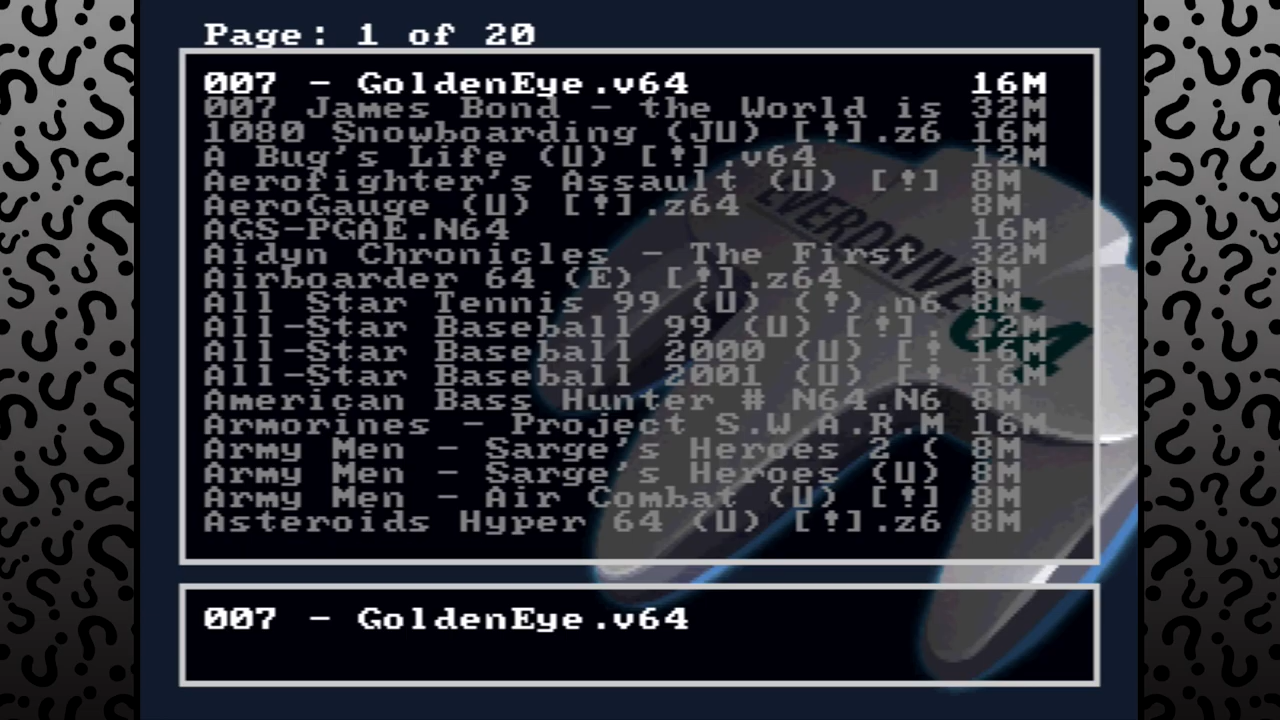 Page: 1 of 20
007 - GoldenEye.v64 16M
007 James Bond - the World is 32M
1080 Snowboarding (JU) [!].z6 16M
A Bug's Life (U) [!].v64 12M
Aerofighter's Assault (U) [!] 8M
AeroGauge (U) [!].z64 8M
AGS-PGAE.N64 16M
Aidyn Chronicles - The First 32M
Airboarder 64 (E) [!].z64 8M
All Star Tennis 99 (U) (!).n6 8M
All-Star Baseball 99 (U) [!]. 12M
All-Star Baseball 2000 (U) [! 16M
All-Star Baseball 2001 (U) [! 16M
American Bass Hunter # N64.N6 8M
Armorines - Project S.W.A.R.M 16M
Army Men - Sarge's Heroes 2 ( 8M
Army Men - Sarge's Heroes (U) 8M
Army Men - Air Combat (U) [!] 8M
Asteroids Hyper 64 (U) [!].z6 8M
EVERDRIVE
64
007 - GoldenEye.v64